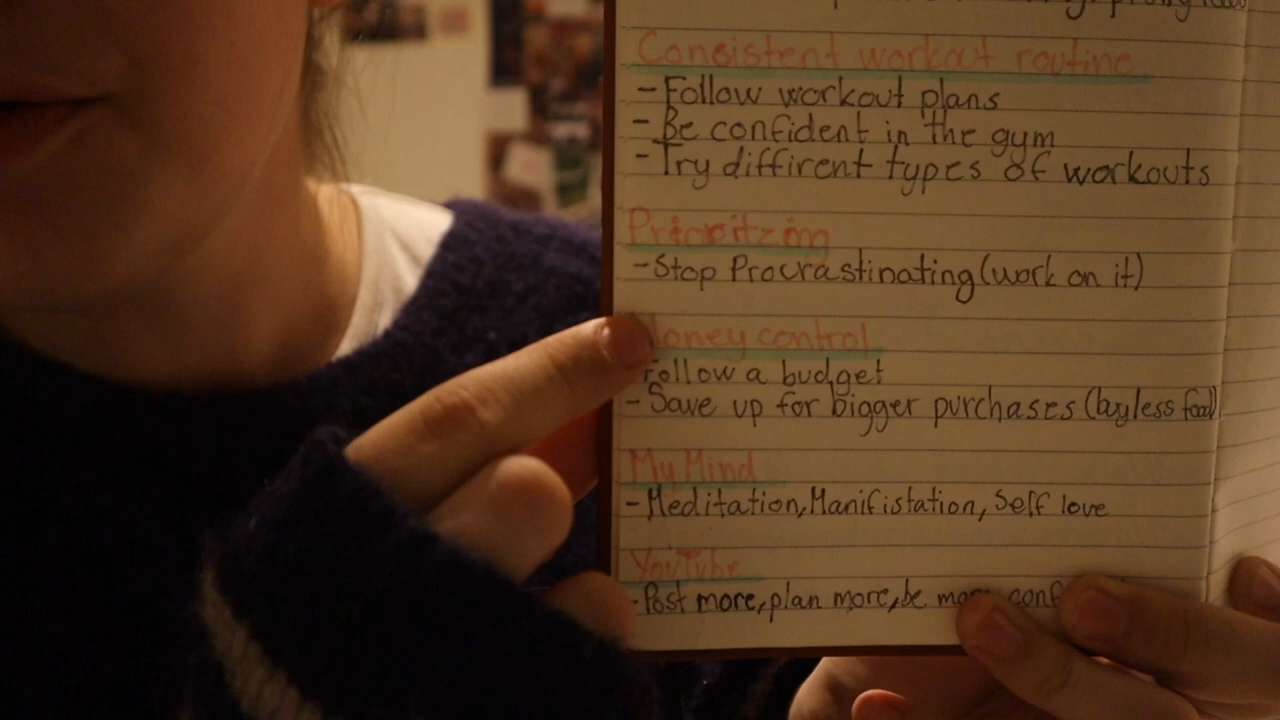 Consistent workout routine
- Follow workout plans
- Be confident in the gym
- Try diffirent types of workouts
Prioritzing
- Stop Procrastinating (work on it)
Money control
Follow a budget
- Save up for bigger purchases (buy less food)
My Mind
- Meditation, Manifistation, Self love
YouTube
- Post more, plan more, be more conf